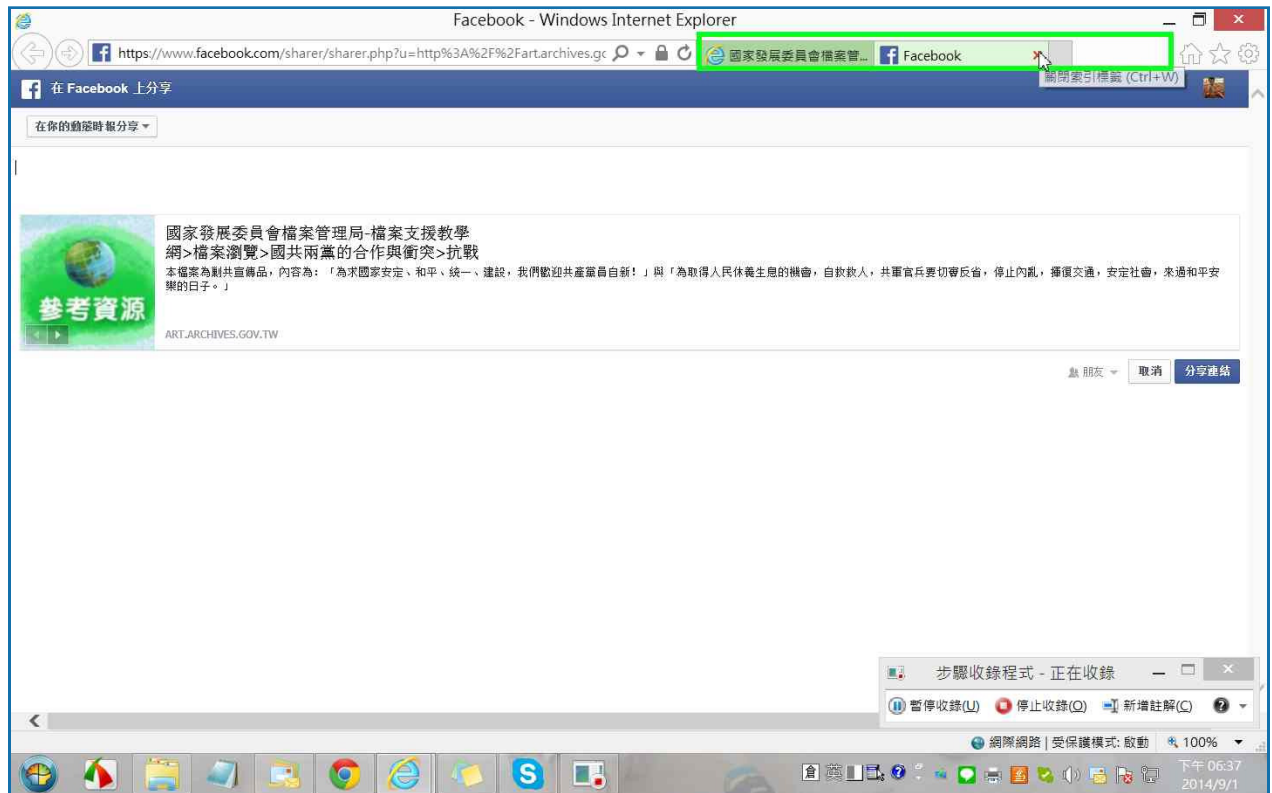 Facebook - Windows Internet Explorer
https://www.facebook.com/sharer/sharer.php?u=http%3A%2F%2Fart.archives.gc
國家發展委員會檔案管...
Facebook
關閉索引標籤 (Ctrl+W)
在 Facebook 上分享
在你的動態時報分享
國家發展委員會檔案管理局-檔案支援教學
網>檔案瀏覽>國共兩黨的合作與衝突>抗戰
本檔案為剿共宣傳品，內容為：「為求國家安定、和平、統一、建設，我們歡迎共產黨員自新！」與「為取得人民休養生息的機會，自救救人，共軍官兵要切審反省，停止內亂，獲復交通，安定社會，來過和平安
樂的日子。」
參考資源
ART.ARCHIVES.GOV.TW
朋友
取消
分享連結
步驟收錄程式 - 正在收錄
暫停收錄(U)
停止收錄(O)
新增註解(C)
網際網路 | 受保護模式: 啟動
100%
倉 英
下午 06:37
2014/9/1